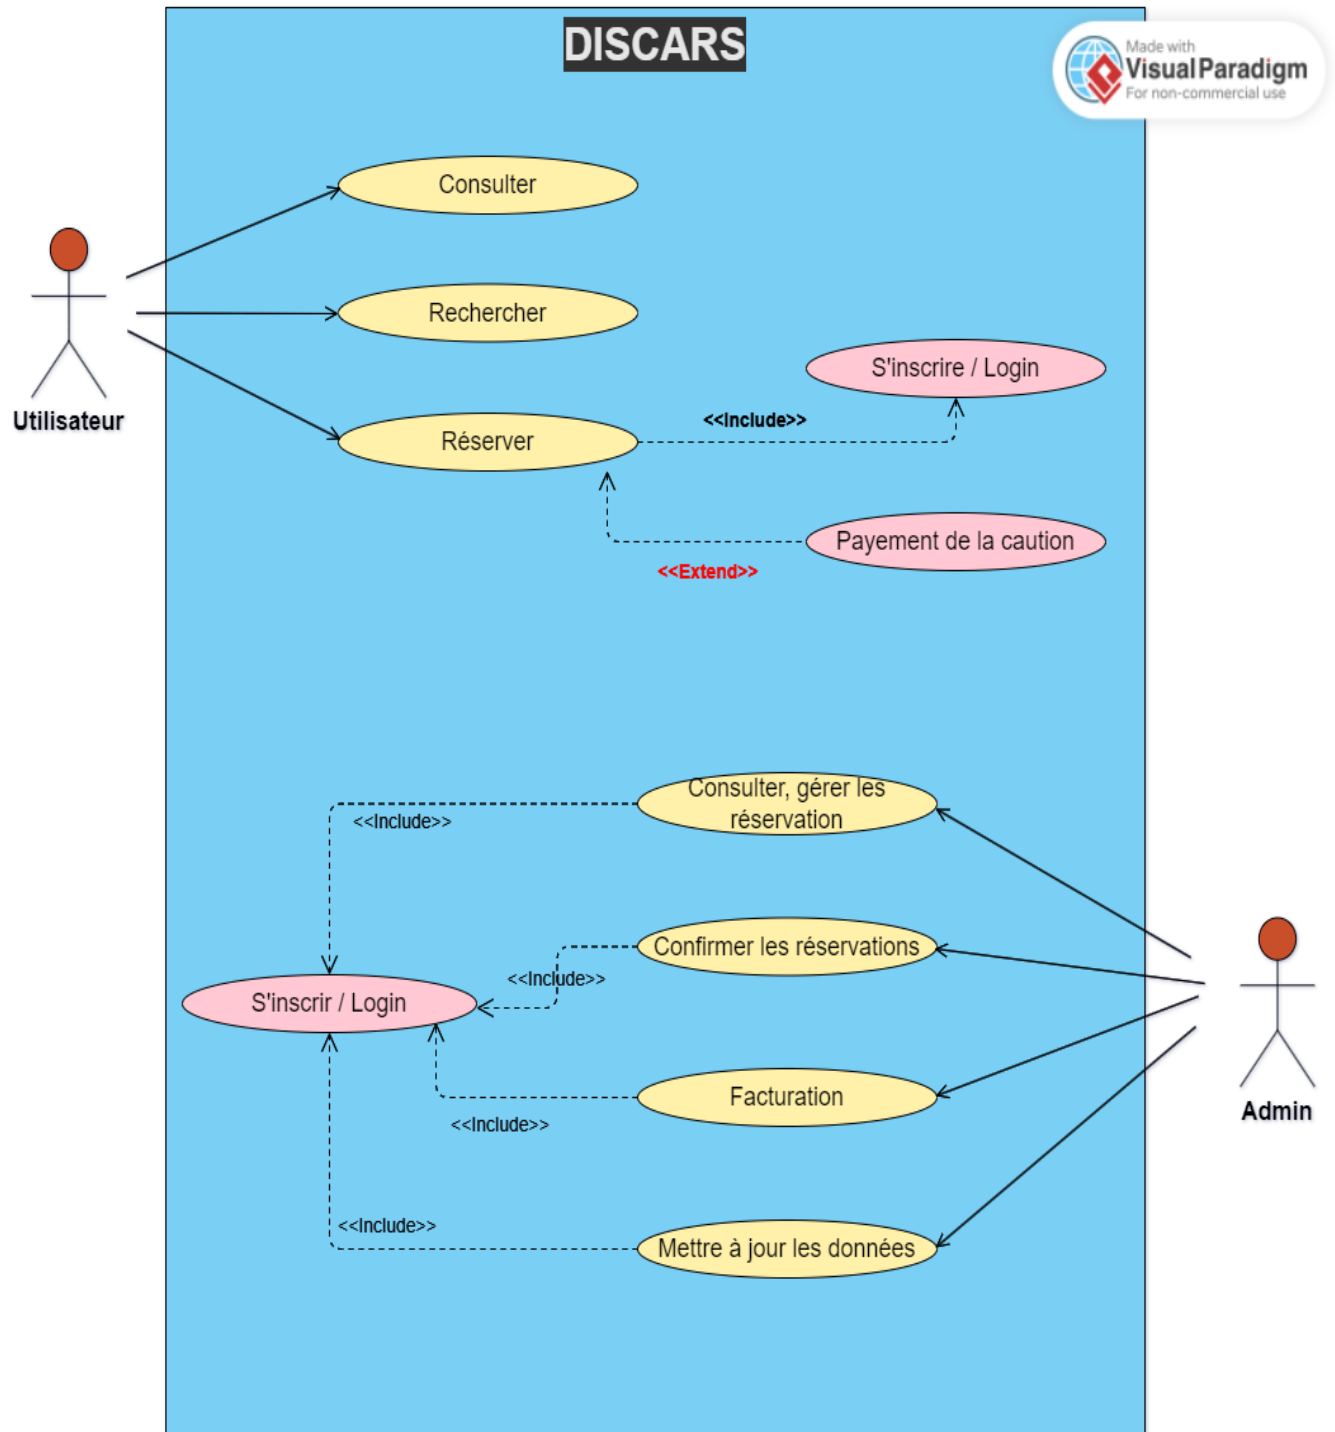 DISCARS
Made with
Visual Paradigm
For non-commercial use
Consulter
Rechercher
Utilisateur
S'inscrire / Login
<<Include>>
Réserver
Payement de la caution
<<Extend>>
Consulter, gérer les
réservation
<<Include>>
Confirmer les réservations
<<Include>>
S'inscrir / Login
Facturation
Admin
<<Include>>
<<Include>>
Mettre à jour les données